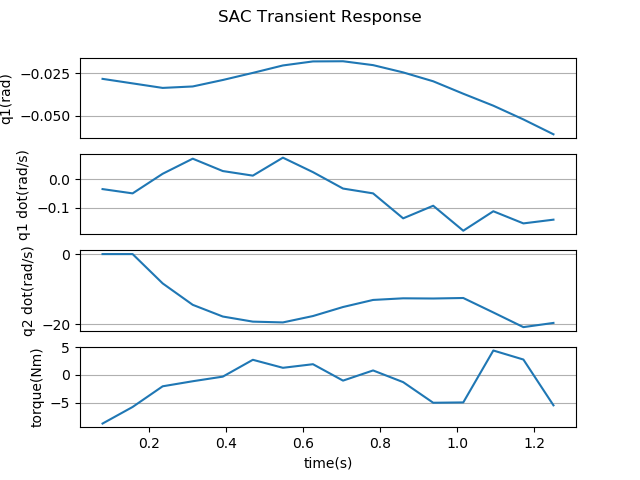 SAC Transient Response
q1(rad)
−0.025
−0.050
q1 dot(rad/s)
0.0
−0.1
q2 dot(rad/s)
0
−20
torque(Nm)
5
0
−5
0.2 0.4 0.6 0.8 1.0 1.2
time(s)